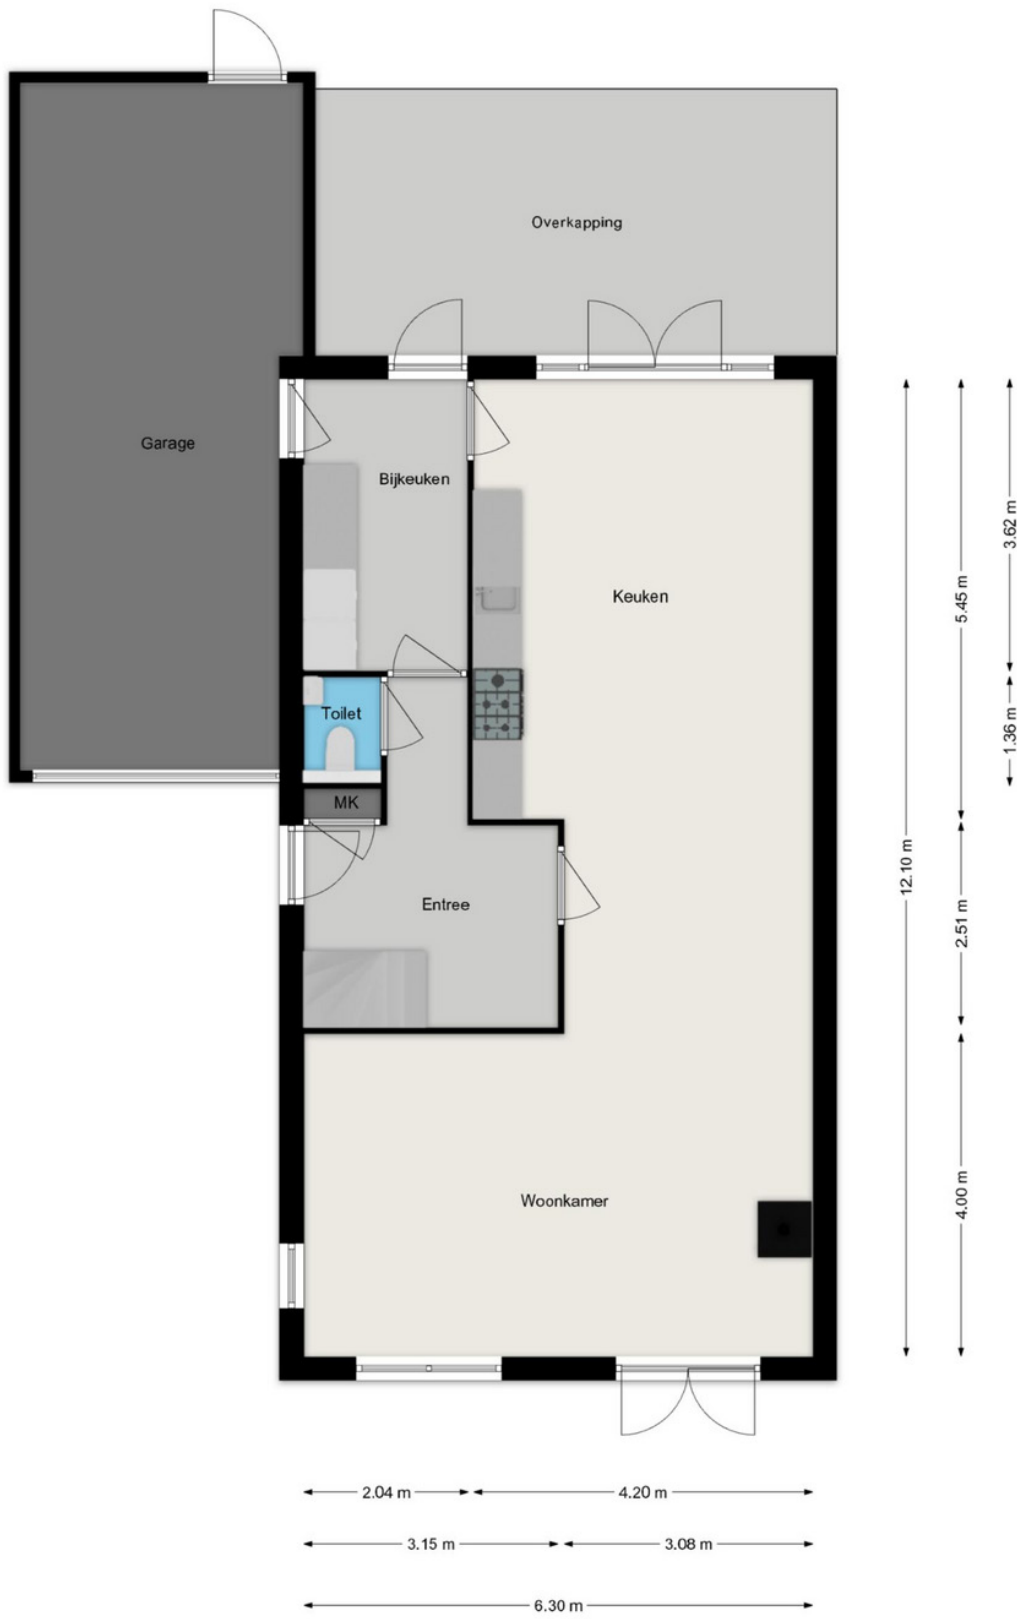 Overkapping
Garage
Bijkeuken
Keuken
Toilet
MK
Entree
Woonkamer
3.62 m
5.45 m
1.36 m
12.10 m
2.51 m
4.00 m
2.04 m
4.20 m
3.15 m
3.08 m
6.30 m